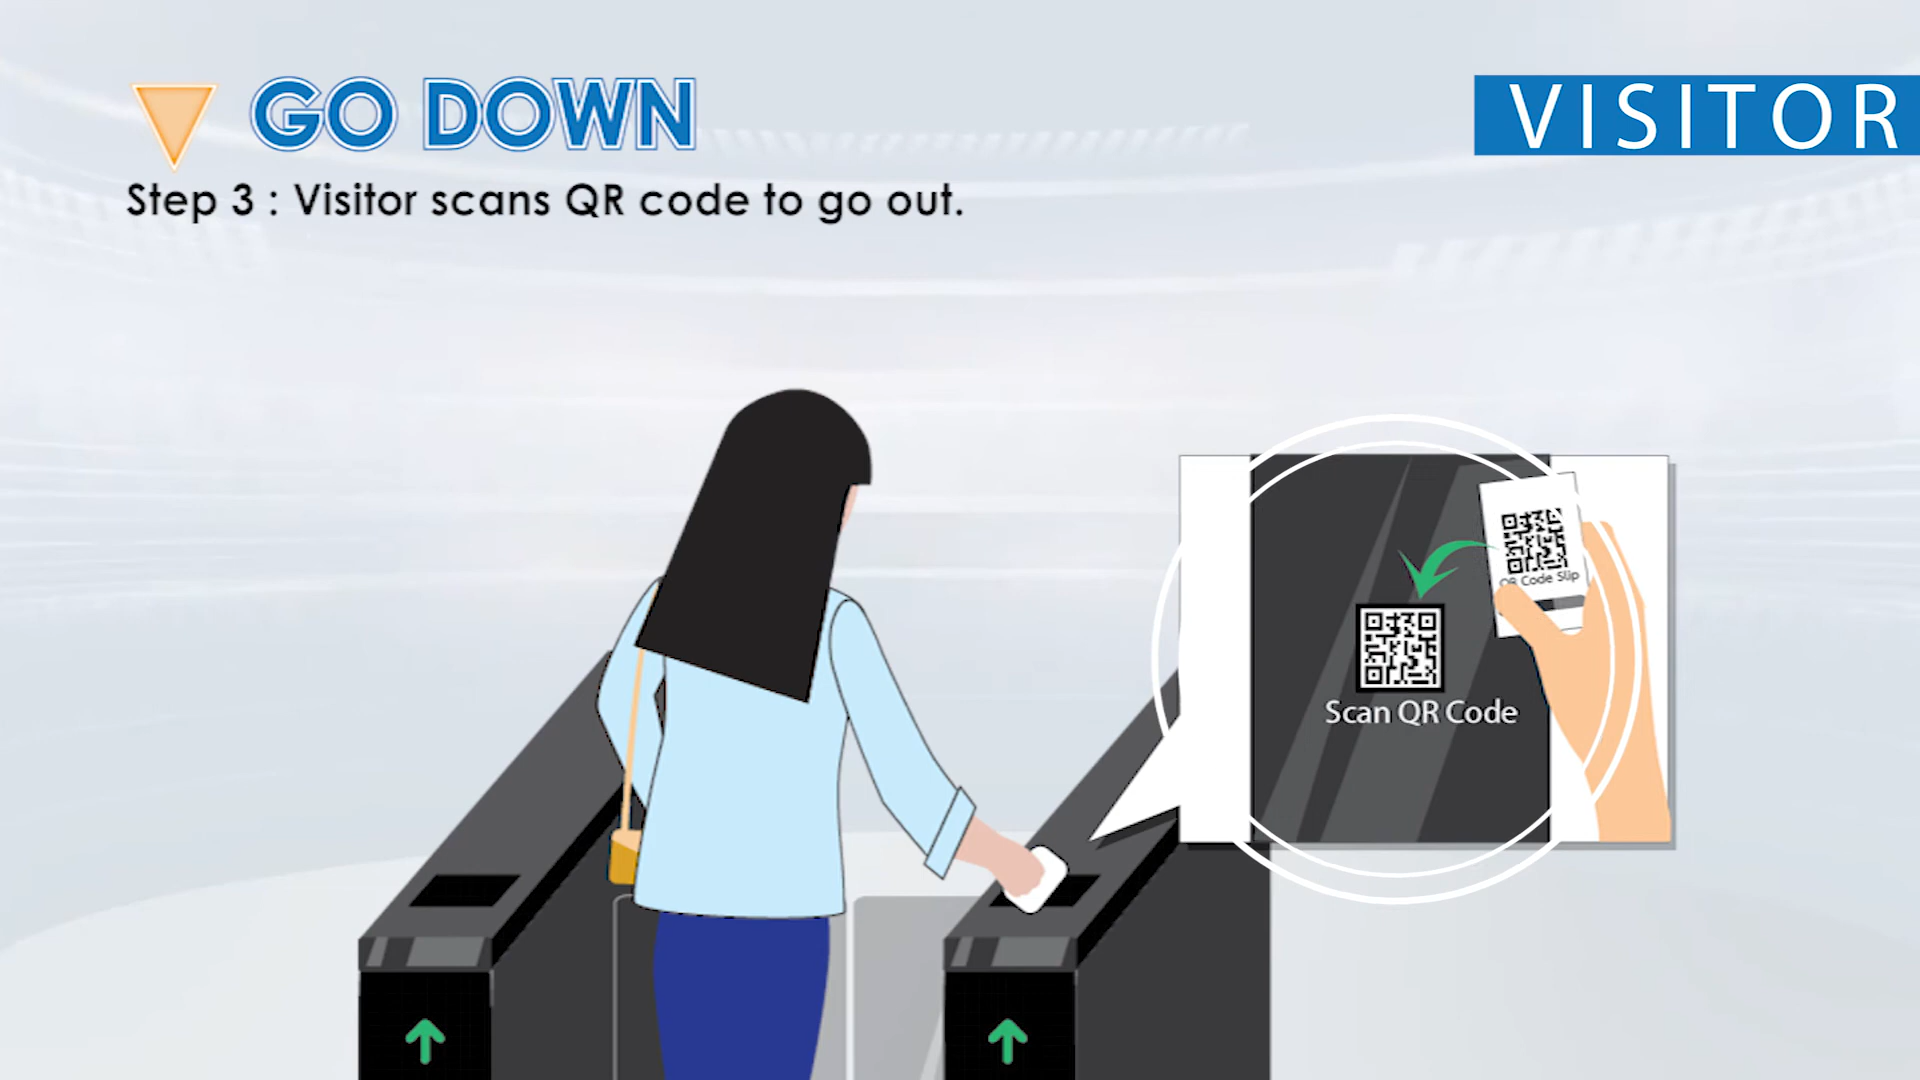 GO DOWN
VISITOR
Step 3 : Visitor scans QR code to go out.
QR Code Slip
Scan QR Code